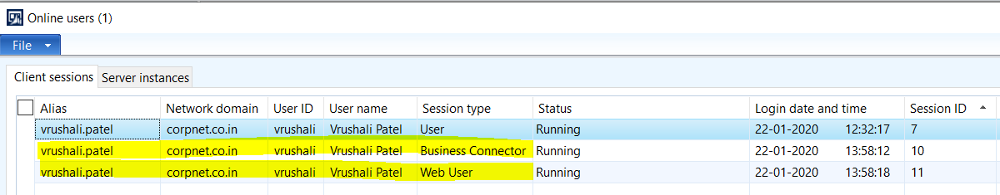 Online users (1)
File
Client sessions Server instances
Alias Network domain User ID User name Session type Status Login date and time Session ID
vrushali.patel corpnet.co.in vrushali Vrushali Patel User Running 22-01-2020 12:32:17 7
vrushali.patel corpnet.co.in vrushali Vrushali Patel Business Connector Running 22-01-2020 13:58:12 10
vrushali.patel corpnet.co.in vrushali Vrushali Patel Web User Running 22-01-2020 13:58:18 11